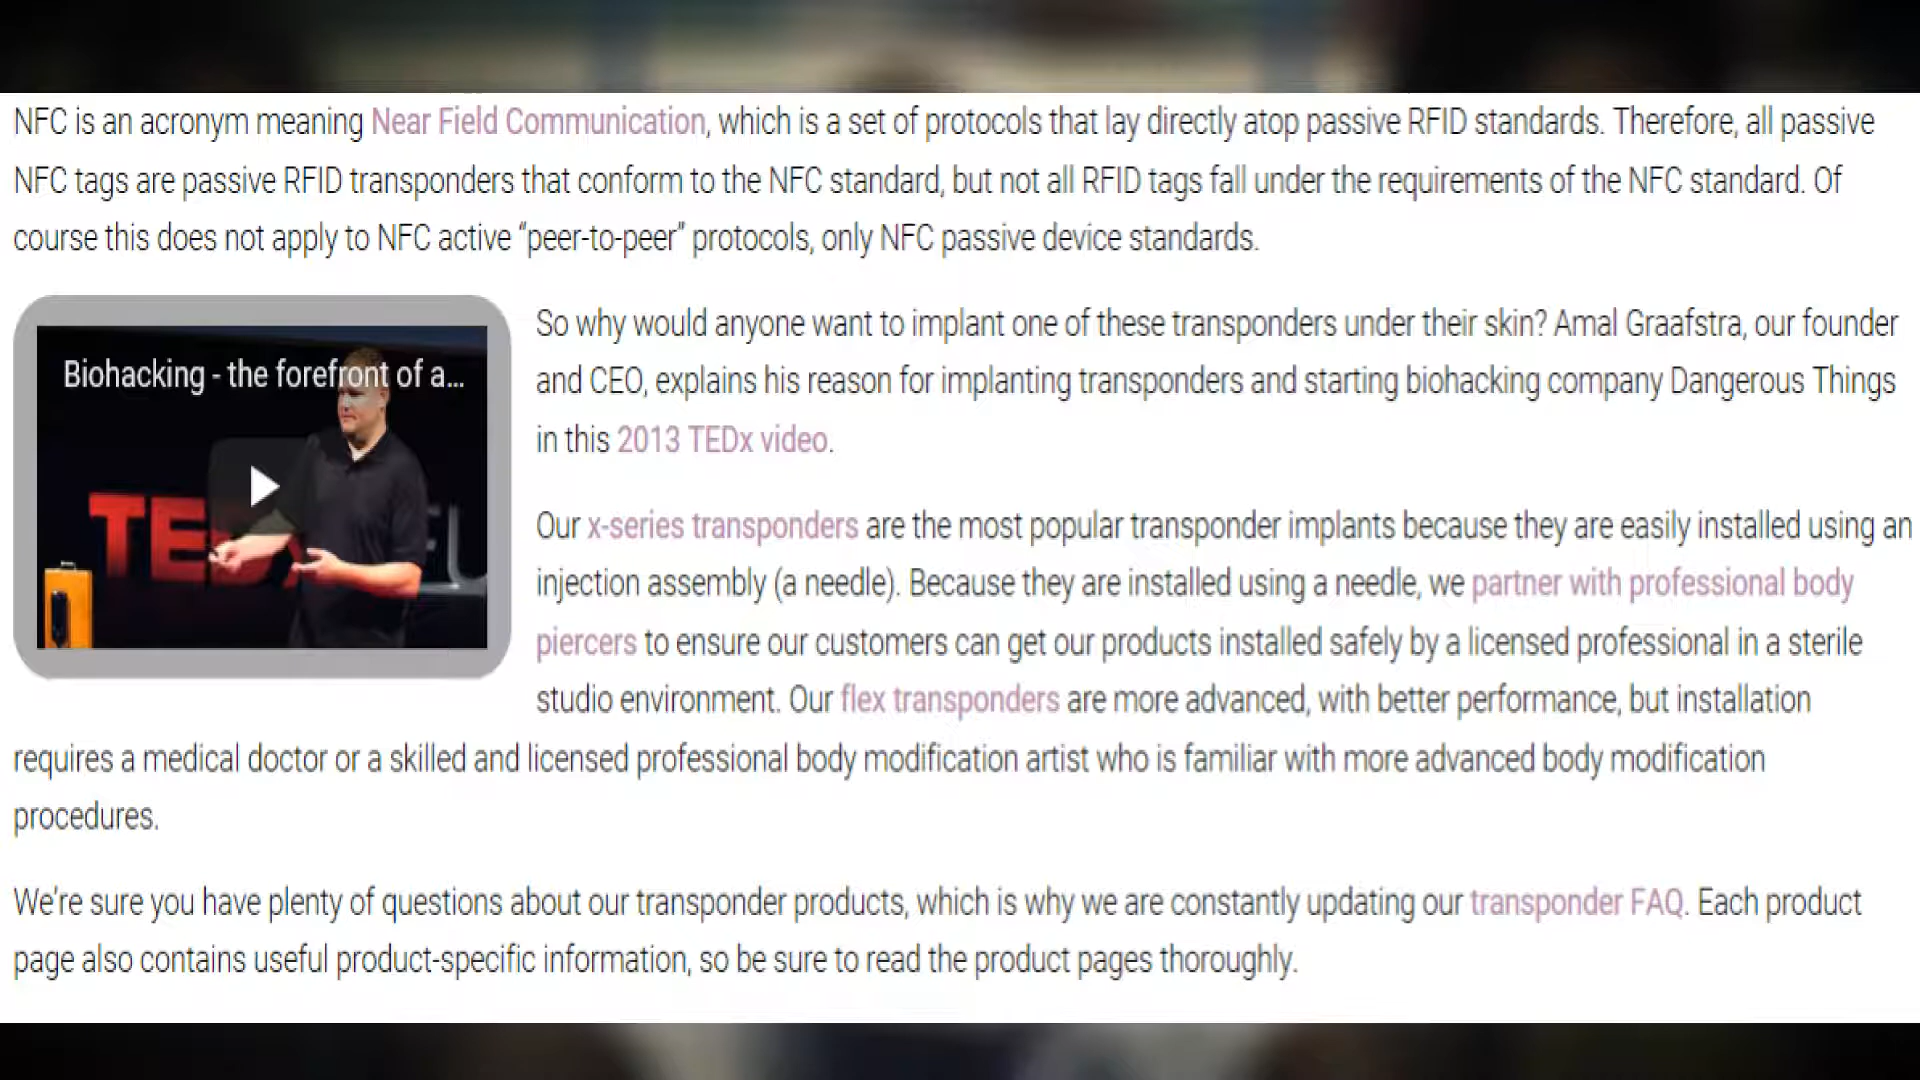 NFC is an acronym meaning Near Field Communication, which is a set of protocols that lay directly atop passive RFID standards. Therefore, all passive
NFC tags are passive RFID transponders that conform to the NFC standard, but not all RFID tags fall under the requirements of the NFC standard. Of
course this does not apply to NFC active “peer-to-peer” protocols, only NFC passive device standards.
Biohacking - the forefront of a...
TED
So why would anyone want to implant one of these transponders under their skin? Amal Graafstra, our founder
and CEO, explains his reason for implanting transponders and starting biohacking company Dangerous Things
in this 2013 TEDx video.
Our x-series transponders are the most popular transponder implants because they are easily installed using an
injection assembly (a needle). Because they are installed using a needle, we partner with professional body
piercers to ensure our customers can get our products installed safely by a licensed professional in a sterile
studio environment. Our flex transponders are more advanced, with better performance, but installation
requires a medical doctor or a skilled and licensed professional body modification artist who is familiar with more advanced body modification
procedures.
We’re sure you have plenty of questions about our transponder products, which is why we are constantly updating our transponder FAQ. Each product
page also contains useful product-specific information, so be sure to read the product pages thoroughly.